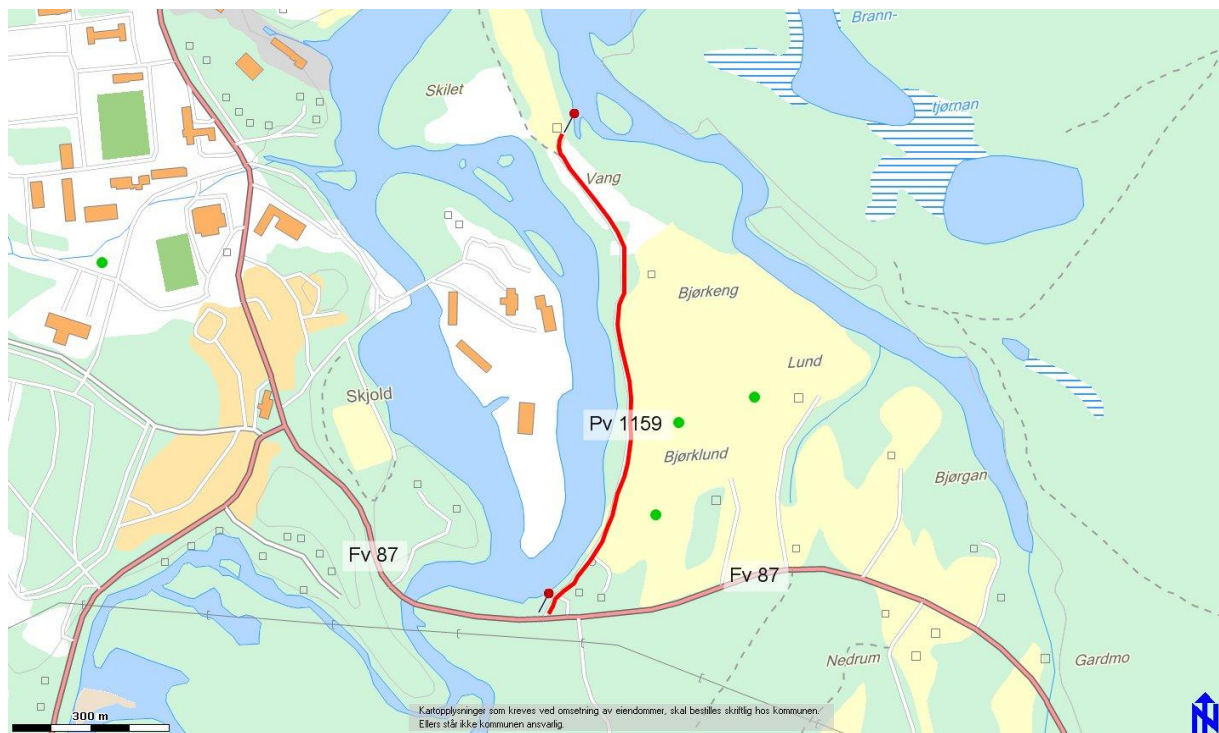 Brann-
Skilet
tjørnan
Vang
Bjørkeng
Lund
Skjold
Pv 1159
Bjørklund
Bjørgan
Fv 87
Fv 87
Nedrum
Gardmo
300 m
Kartopplysninger som kreves ved omsetning av eiendommer, skal bestilles skriftlig hos kommunen.
Ellers står ikke kommunen ansvarlig.
N